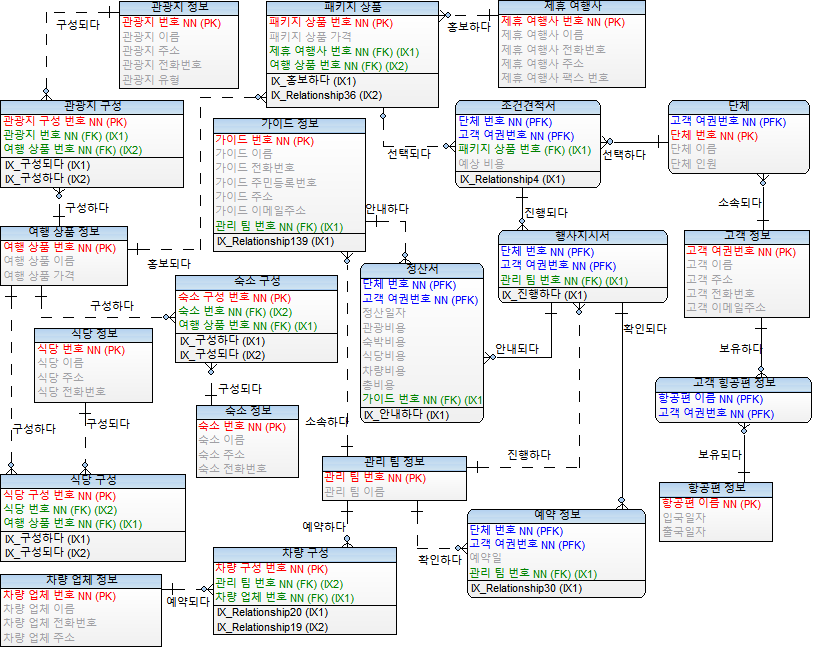 관광지 정보
관광지 번호 NN (PK)
관광지 이름
관광지 주소
관광지 전화번호
관광지 유형
구성되다
패키지 상품
패키지 상품 번호 NN (PK)
패키지 상품 가격
제휴 여행사 번호 NN (FK) (IX1)
여행 상품 번호 NN (FK) (IX2)
IX_홍보하다 (IX1)
IX_Relationship36 (IX2)
홍보하다
제휴 여행사
제휴 여행사 번호 NN (PK)
제휴 여행사 이름
제휴 여행사 전화번호
제휴 여행사 주소
제휴 여행사 팩스 번호
관광지 구성
관광지 구성 번호 NN (PK)
관광지 번호 NN (FK) (IX1)
여행 상품 번호 NN (FK) (IX2)
IX_구성되다 (IX1)
IX_구성하다 (IX2)
구성하다
가이드 정보
가이드 번호 NN (PK)
가이드 이름
가이드 전화번호
가이드 주민등록번호
가이드 주소
가이드 이메일주소
관리 팀 번호 NN (FK) (IX1)
IX_Relationship139 (IX1)
선택되다
조건견적서
단체 번호 NN (PFK)
고객 여권번호 NN (PFK)
패키지 상품 번호 NN (FK) (IX1)
예상 비용
IX_Relationship4 (IX1)
선택하다
단체
고객 여권번호 NN (PFK)
단체 번호 NN (PK)
단체 이름
단체 인원
소속되다
진행되다
안내하다
여행 상품 정보
여행 상품 번호 NN (PK)
여행 상품 이름
여행 상품 가격
홍보되다
행사지시서
단체 번호 NN (PFK)
고객 여권번호 NN (PFK)
관리 팀 번호 NN (FK) (IX1)
IX_진행하다 (IX1)
고객 정보
고객 여권번호 NN (PK)
고객 이름
고객 주소
고객 전화번호
고객 이메일주소
정산서
단체 번호 NN (PFK)
고객 여권번호 NN (PFK)
정산일자
관광비용
숙박비용
식당비용
차량비용
총비용
가이드 번호 NN (FK) (IX1
IX_안내하다 (IX1)
숙소 구성
숙소 구성 번호 NN (PK)
숙소 번호 NN (FK) (IX2)
여행 상품 번호 NN (FK) (IX1)
IX_구성하다 (IX1)
IX_구성되다 (IX2)
구성하다
식당 정보
식당 번호 NN (PK)
식당 이름
식당 주소
식당 전화번호
안내되다
확인되다
보유하다
구성되다
숙소 정보
숙소 번호 NN (PK)
숙소 이름
숙소 주소
숙소 전화번호
고객 항공편 정보
항공편 이름 NN (PFK)
고객 여권번호 NN (PFK)
구성하다
구성되다
소속하다
보유되다
진행하다
관리 팀 정보
관리 팀 번호 NN (PK)
관리 팀 이름
식당 구성
식당 구성 번호 NN (PK)
식당 번호 NN (FK) (IX2)
여행 상품 번호 NN (FK) (IX1)
IX_구성하다 (IX1)
IX_구성되다 (IX2)
항공편 정보
항공편 이름 NN (PK)
입국일자
출국일자
예약하다
예약 정보
단체 번호 NN (PFK)
고객 여권번호 NN (PFK)
예약일
관리 팀 번호 NN (FK) (IX1)
IX_Relationship30 (IX1)
확인하다
차량 구성
차량 구성 번호 NN (PK)
관리 팀 번호 NN (FK) (IX2)
차량 업체 번호 NN (FK) (IX1)
IX_Relationship20 (IX1)
IX_Relationship19 (IX2)
차량 업체 정보
차량 업체 번호 NN (PK)
차량 업체 이름
차량 업체 전화번호
차량 업체 주소
예약되다